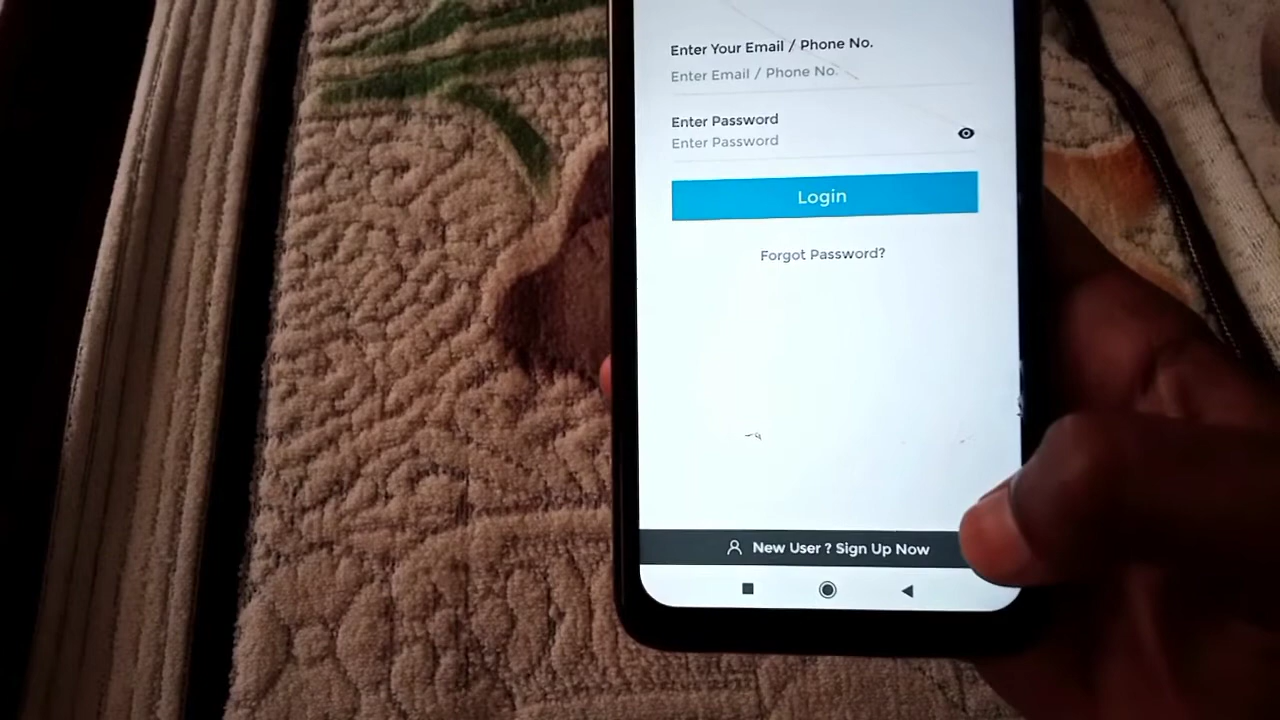 Enter Your Email / Phone No.
Enter Email / Phone No.
Enter Password
Enter Password
Login
Forgot Password?
New User ? Sign Up Now